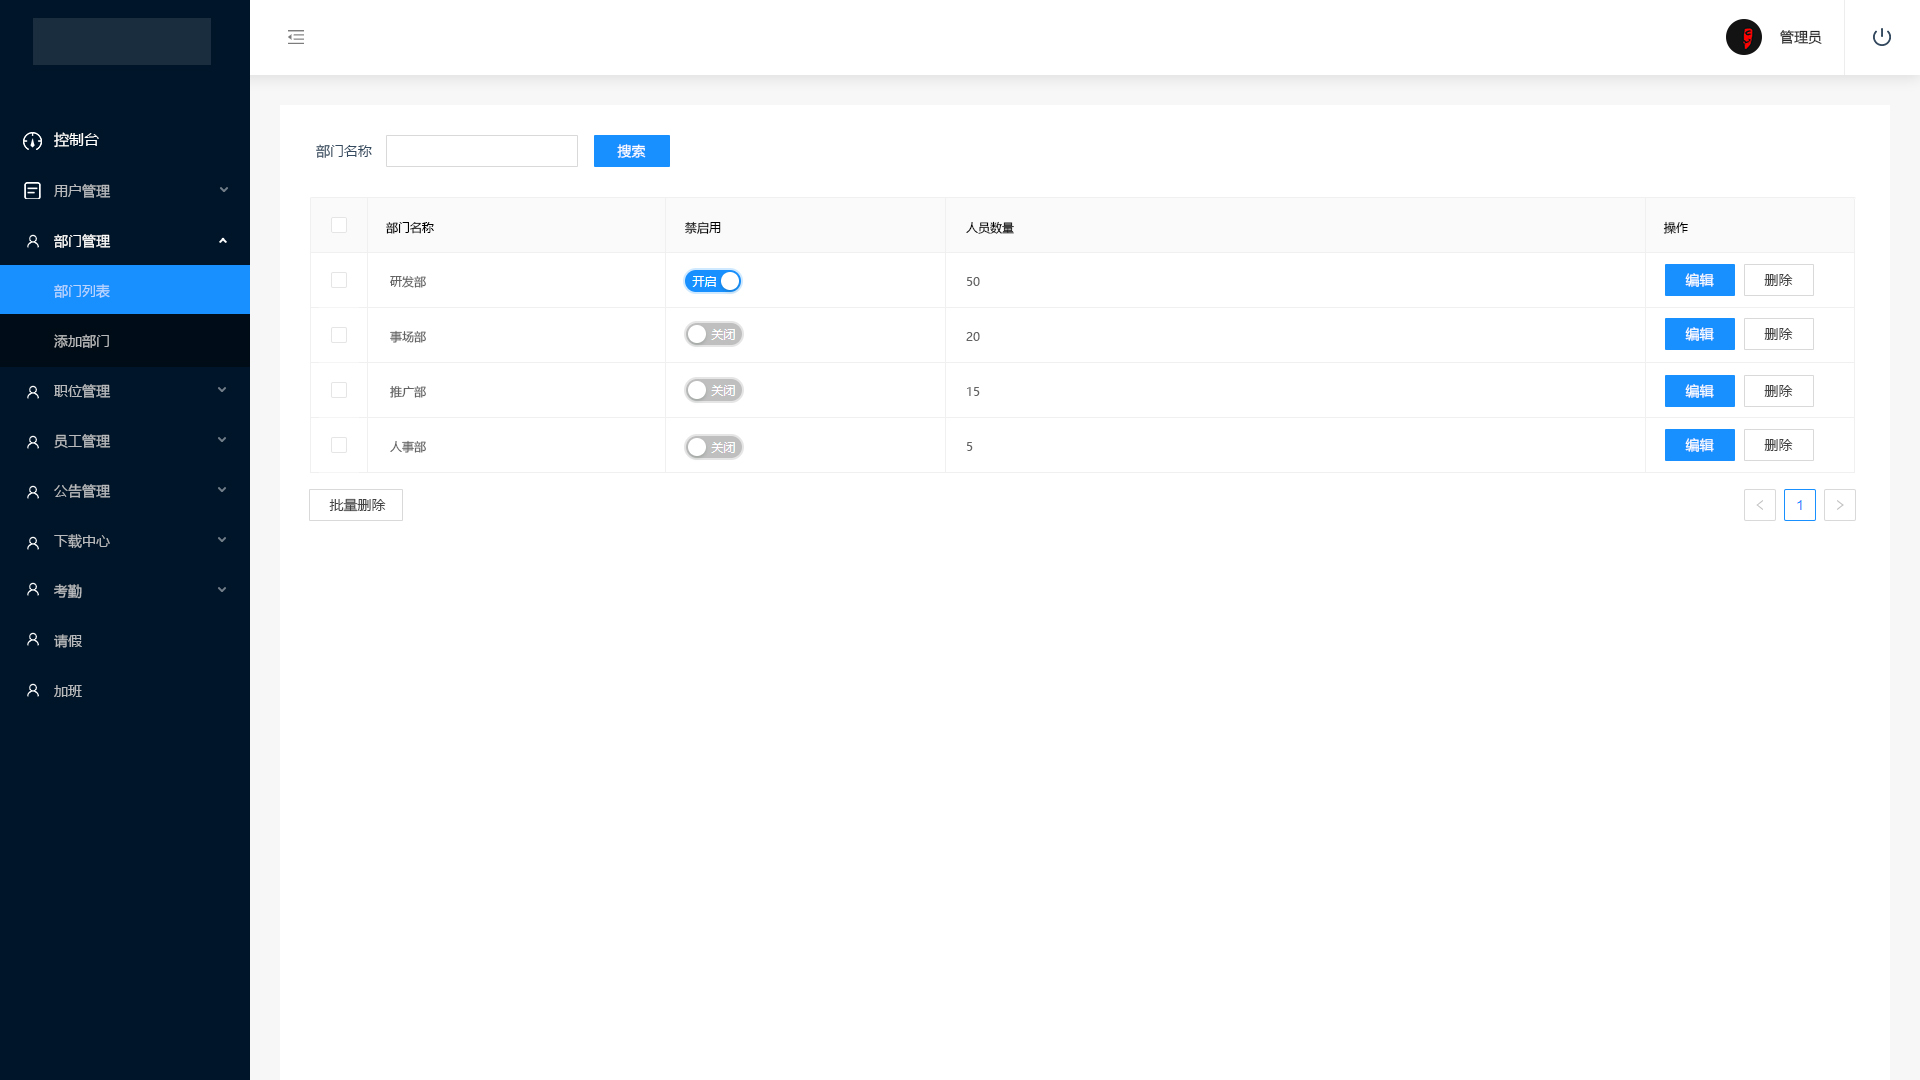 管理员
控制台
用户管理
部门管理
部门列表
添加部门
职位管理
员工管理
公告管理
下载中心
考勤
请假
加班
部门名称
搜索
部门名称 禁启用 人员数量 操作
研发部 开启 50 编辑 删除
事场部 关闭 20 编辑 删除
推广部 关闭 15 编辑 删除
人事部 关闭 5 编辑 删除
批量删除
< 1 >